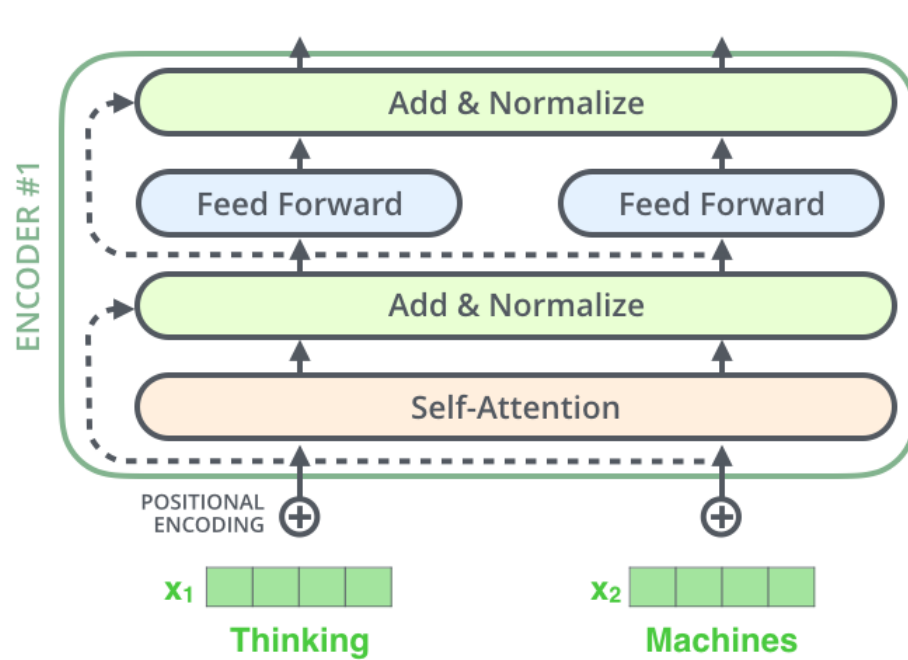 ENCODER #1
Add & Normalize
Feed Forward
Feed Forward
Add & Normalize
Self-Attention
POSITIONAL
ENCODING
x1
x2
Thinking
Machines